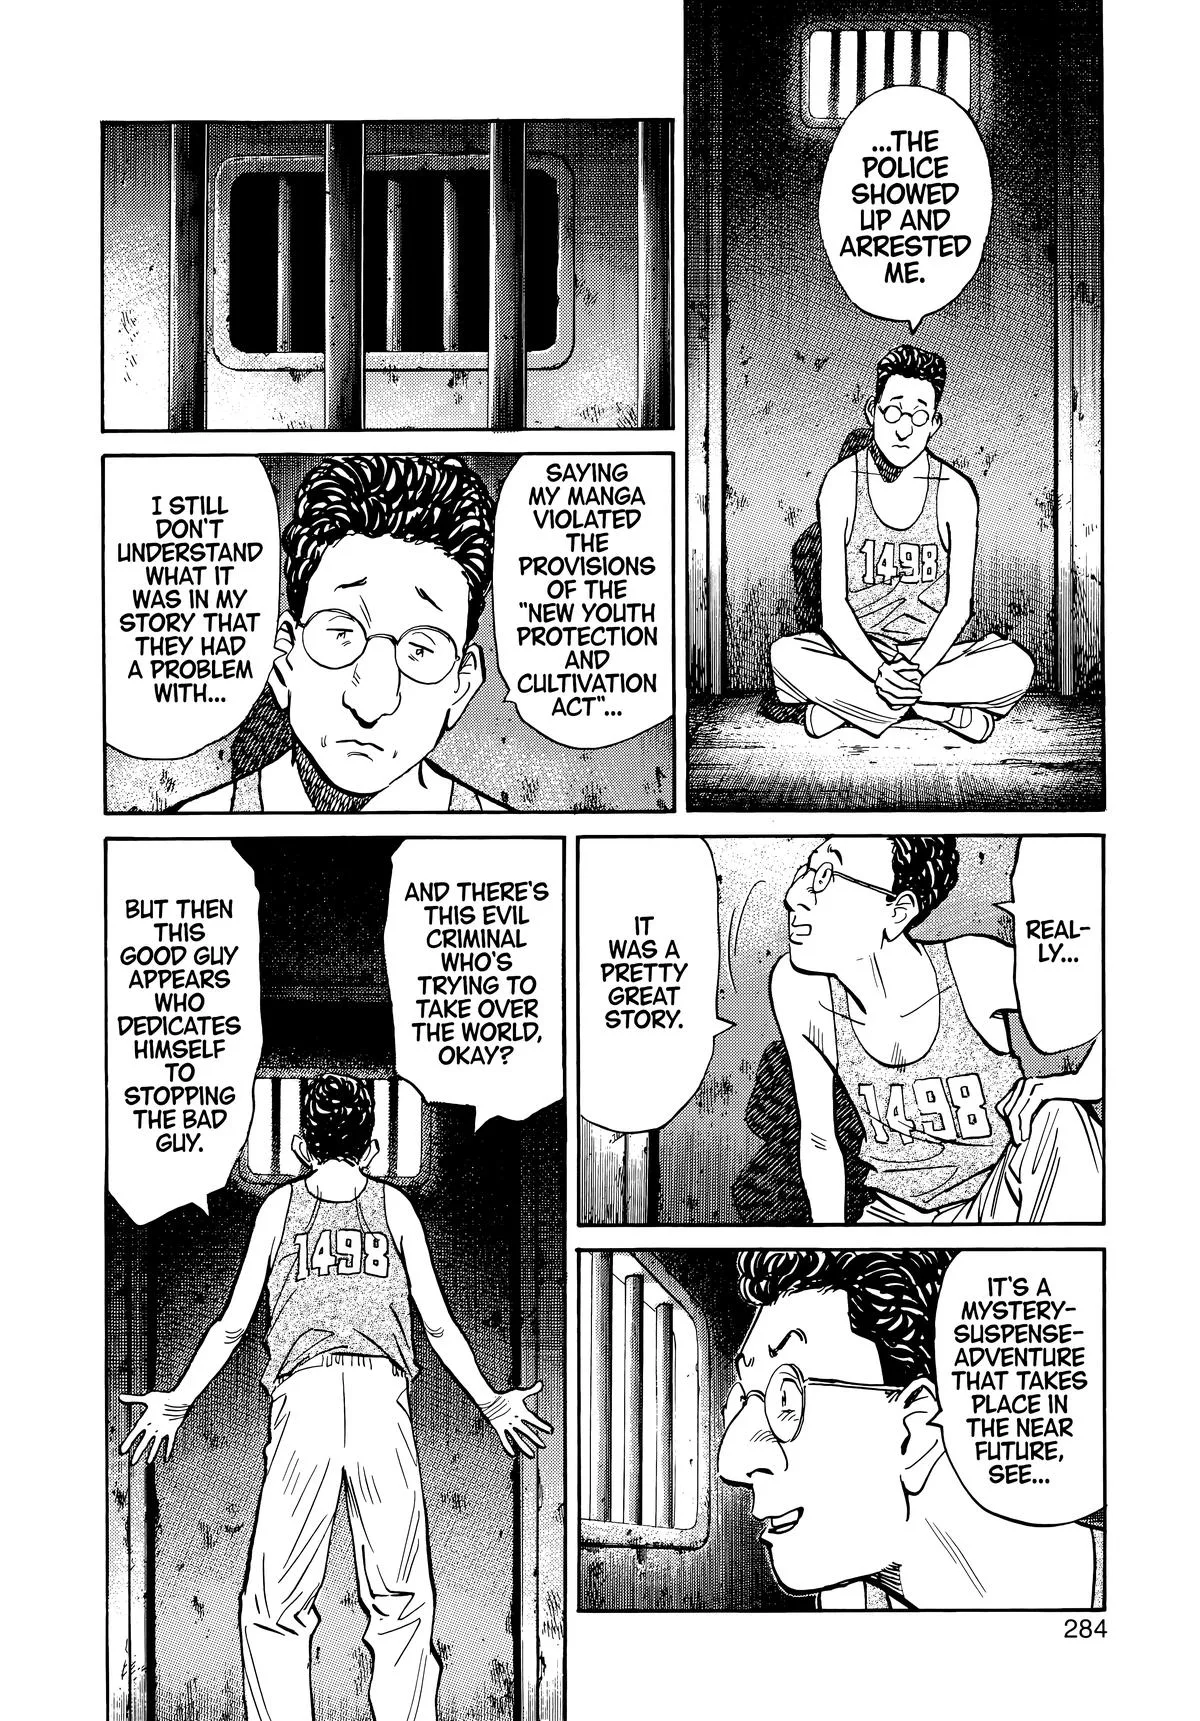 ...THE
POLICE
SHOWED
UP AND
ARRESTED
ME.
1498
SAYING
MY MANGA
VIOLATED
THE
PROVISIONS
OF THE
"NEW YOUTH
PROTECTION
AND
CULTIVATION
ACT"...
I STILL
DON'T
UNDERSTAND
WHAT IT
WAS IN MY
STORY THAT
THEY HAD
A PROBLEM
WITH...
REAL-
LY...
IT
WAS A
PRETTY
GREAT
STORY.
1498
IT'S A
MYSTERY-
SUSPENSE-
ADVENTURE
THAT TAKES
PLACE IN
THE NEAR
FUTURE,
SEE...
AND THERE'S
THIS EVIL
CRIMINAL
WHO'S
TRYING TO
TAKE OVER
THE WORLD,
OKAY?
BUT THEN
THIS
GOOD GUY
APPEARS
WHO
DEDICATES
HIMSELF
TO
STOPPING
THE BAD
GUY.
1498
284